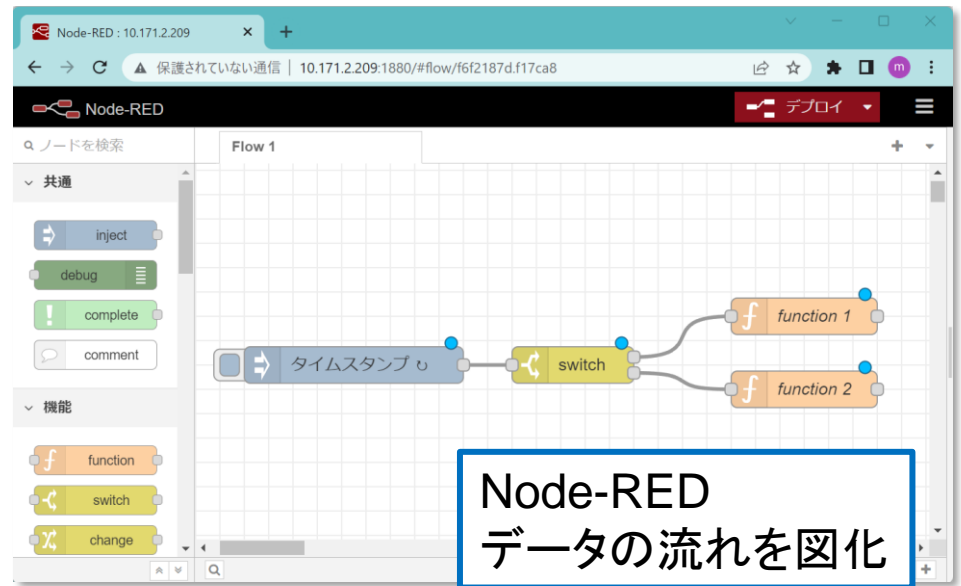 Node-RED : 10.171.2.209
保護されていない通信 | 10.171.2.209:1880/#flow/f6f2187d.f17ca8
m
Node-RED
デプロイ
ノードを検索
Flow 1
共通
inject
debug
complete
comment
機能
function
switch
change
タイムスタンプ ↻
switch
function 1
function 2
Node-RED
データの流れを図化